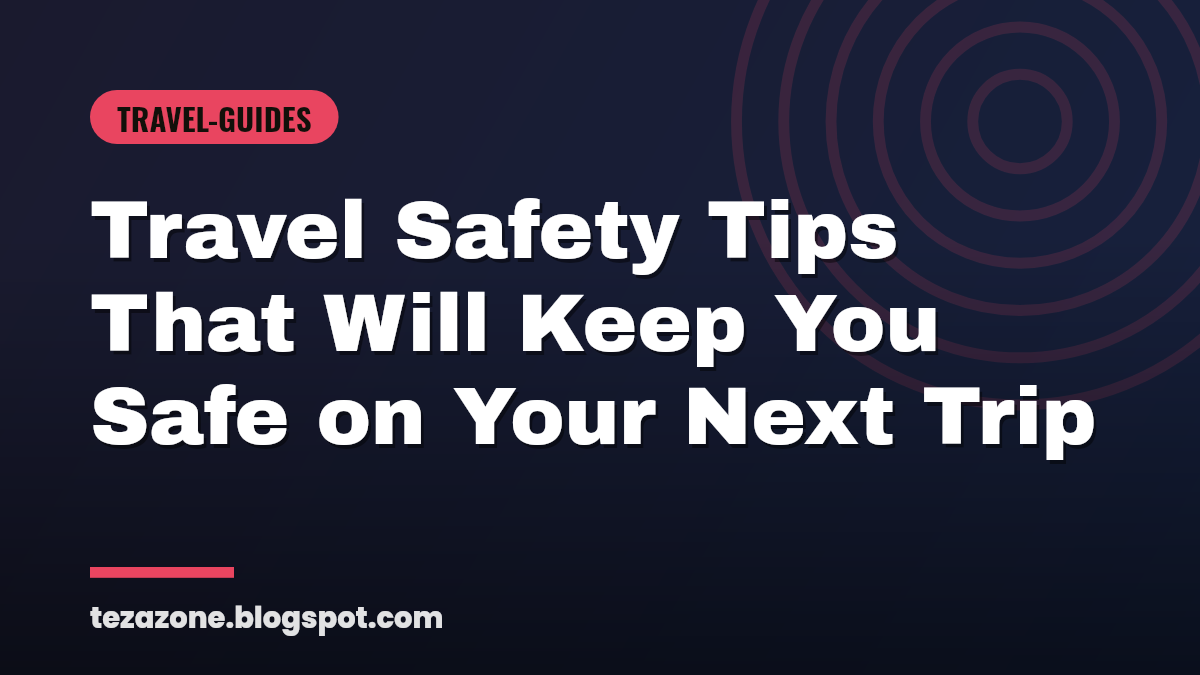 TRAVEL-GUIDES
Travel Safety Tips
That Will Keep You
Safe on Your Next Trip
tezazone.blogspot.com